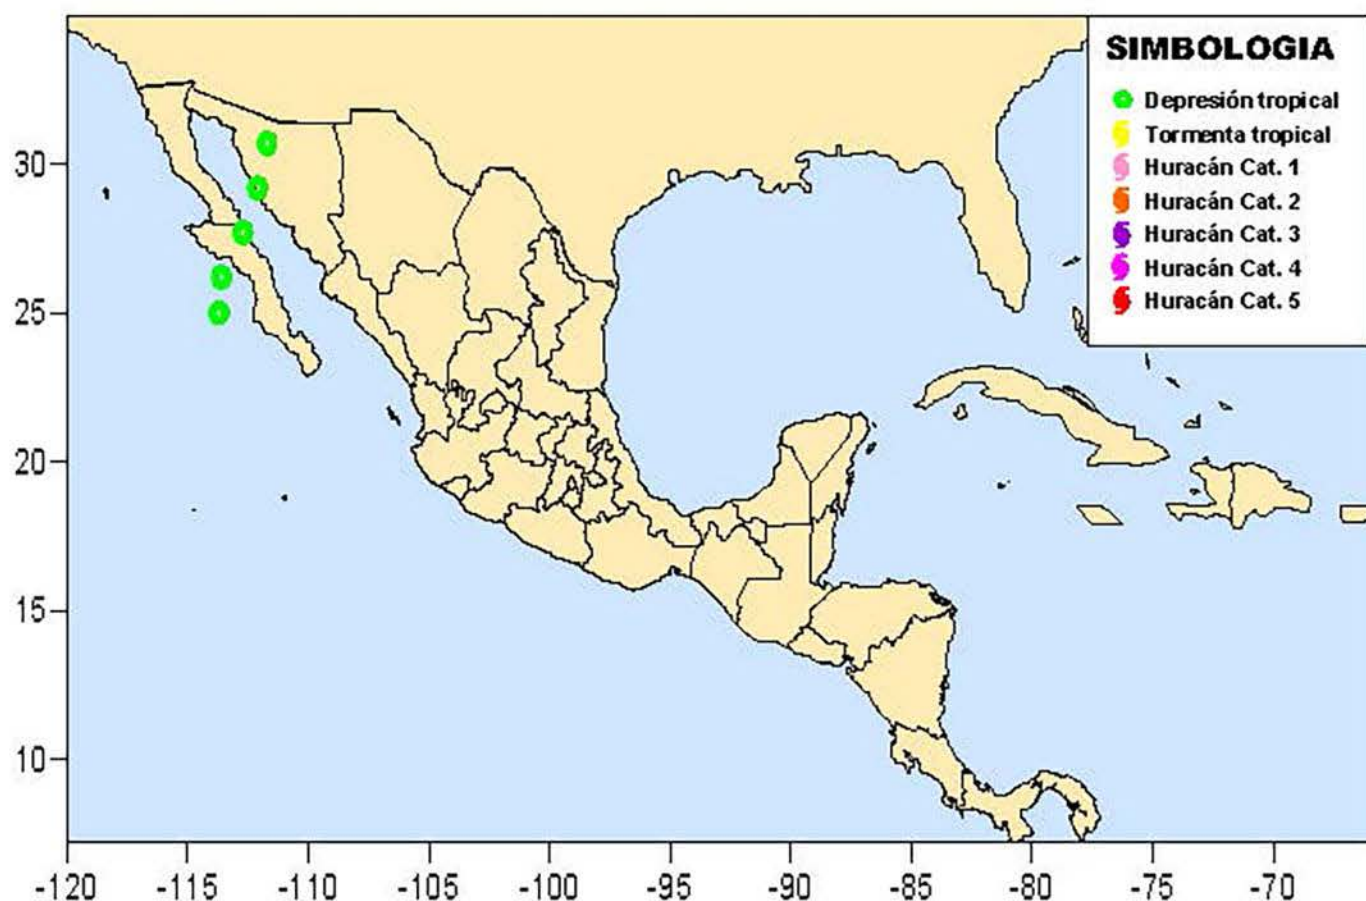 SIMBOLOGIA
Depresión tropical
Tormenta tropical
Huracán Cat. 1
Huracán Cat. 2
Huracán Cat. 3
Huracán Cat. 4
Huracán Cat. 5
30
25
20
15
10
-120 -115 -110 -105 -100 -95 -90 -85 -80 -75 -70